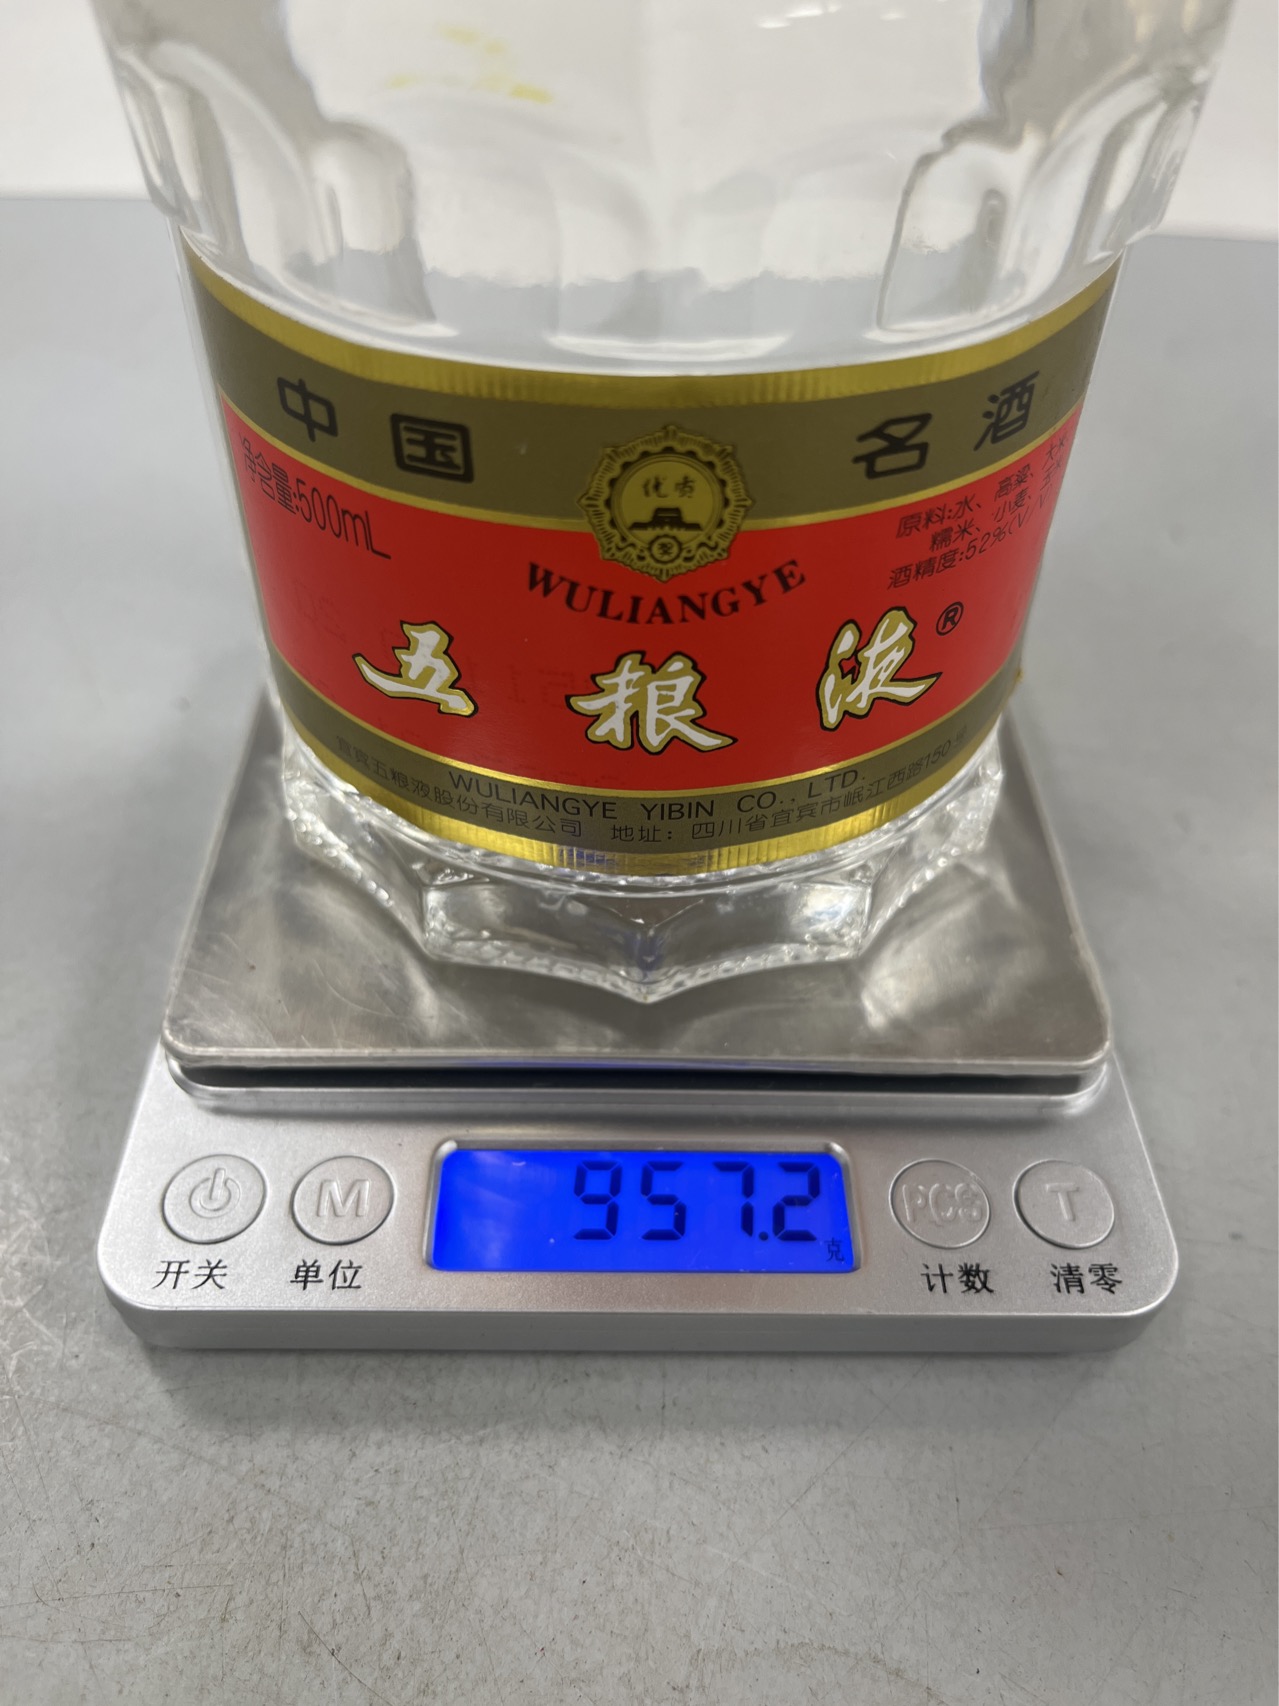 中国 名酒
净含量:500mL
优质
奖
原料:水、高粱、大米、
糯米、小麦、玉米
酒精度:52%(V/V)
WULIANGYE
五粮液®
WULIANGYE YIBIN CO., LTD.
宜宾五粮液股份有限公司 地址：四川省宜宾市岷江西路150号
957.2
克
M PCS T
开关 单位 计数 清零